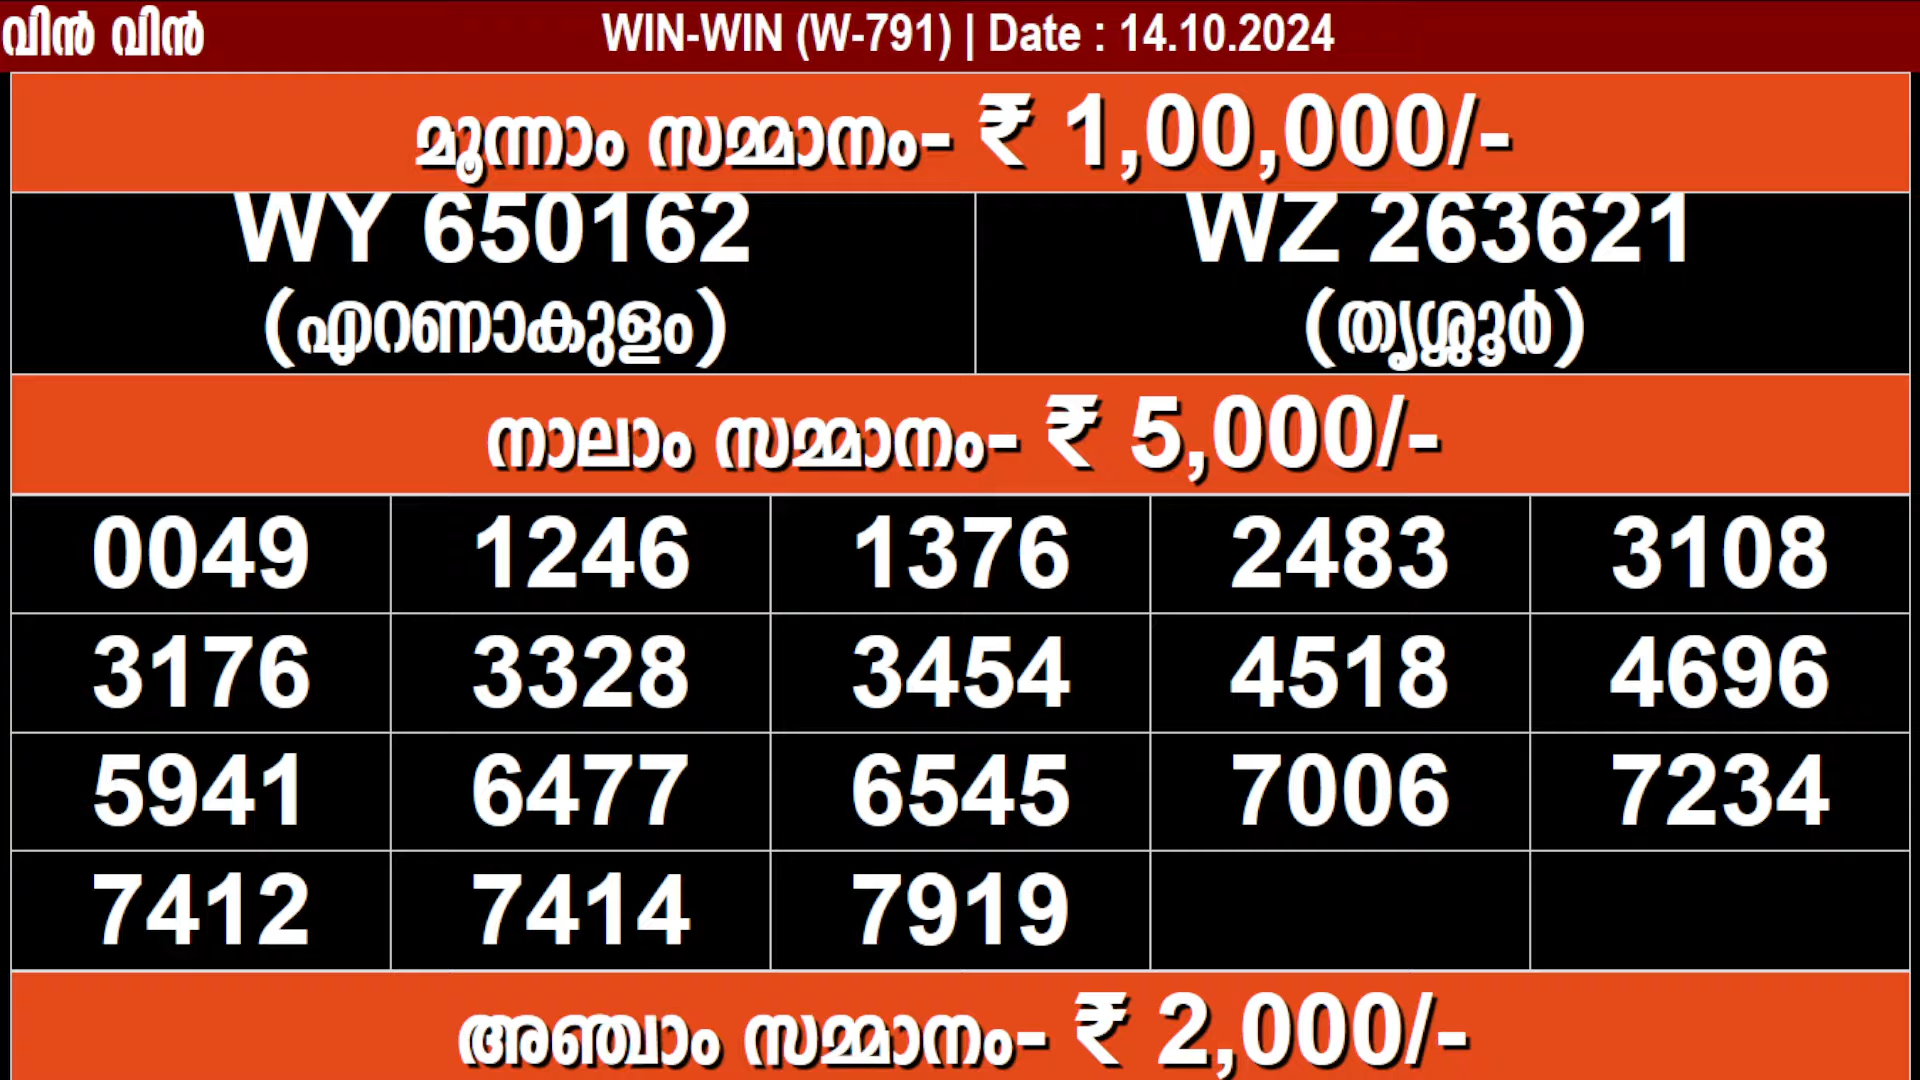 വിൻ വിൻ WIN-WIN (W-791) | Date : 14.10.2024
മൂന്നാം സമ്മാനം- ₹ 1,00,000/-
WY 650162 WZ 263621
(എറണാകുളം) (തൃശ്ശൂർ)
നാലാം സമ്മാനം- ₹ 5,000/-
0049 1246 1376 2483 3108
3176 3328 3454 4518 4696
5941 6477 6545 7006 7234
7412 7414 7919
അഞ്ചാം സമ്മാനം- ₹ 2,000/-